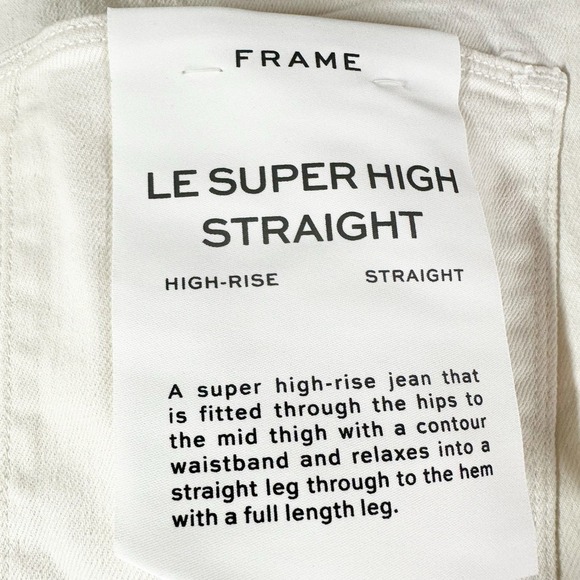 FRAME
LE SUPER HIGH
STRAIGHT
HIGH-RISE STRAIGHT
A super high-rise jean that
is fitted through the hips to
the mid thigh with a contour
waistband and relaxes into a
straight leg through to the hem
with a full length leg.